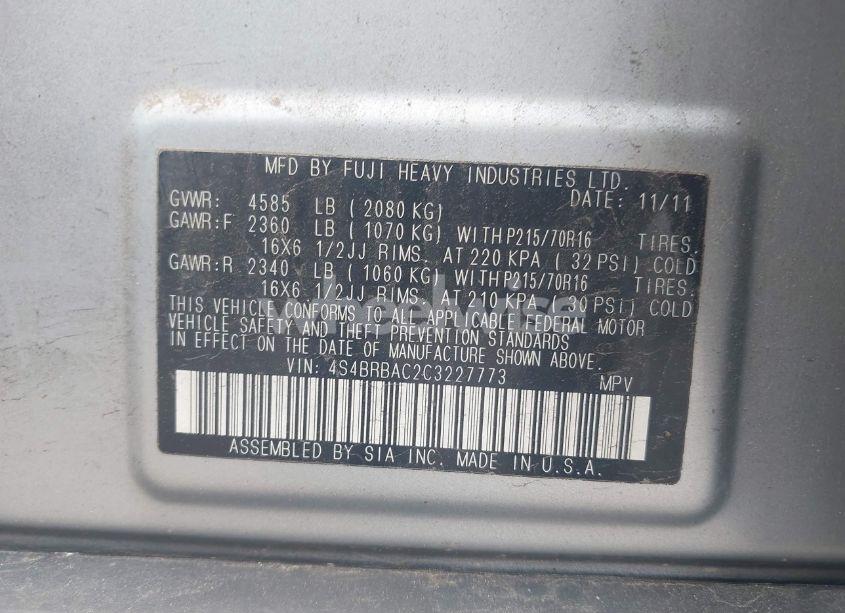 MFD BY FUJI HEAVY INDUSTRIES LTD.
DATE: 11/11
GVWR: 4585 LB ( 2080 KG)
GAWR:F 2360 LB ( 1070 KG) WITH P215/70R16 TIRES,
16X6 1/2JJ RIMS, AT 220 KPA ( 32 PSI) COLD
GAWR:R 2340 LB ( 1060 KG) WITH P215/70R16 TIRES,
16X6 1/2JJ RIMS, AT 210 KPA ( 30 PSI) COLD
THIS VEHICLE CONFORMS TO ALL APPLICABLE FEDERAL MOTOR
VEHICLE SAFETY AND THEFT PREVENTION STANDARDS
IN EFFECT ON THE DATE OF MANUFACTURE SHOWN ABOVE.
VIN: 4S4BRBAC2C3227773 MPV
ASSEMBLED BY SIA INC. MADE IN U.S.A.
wheelwise